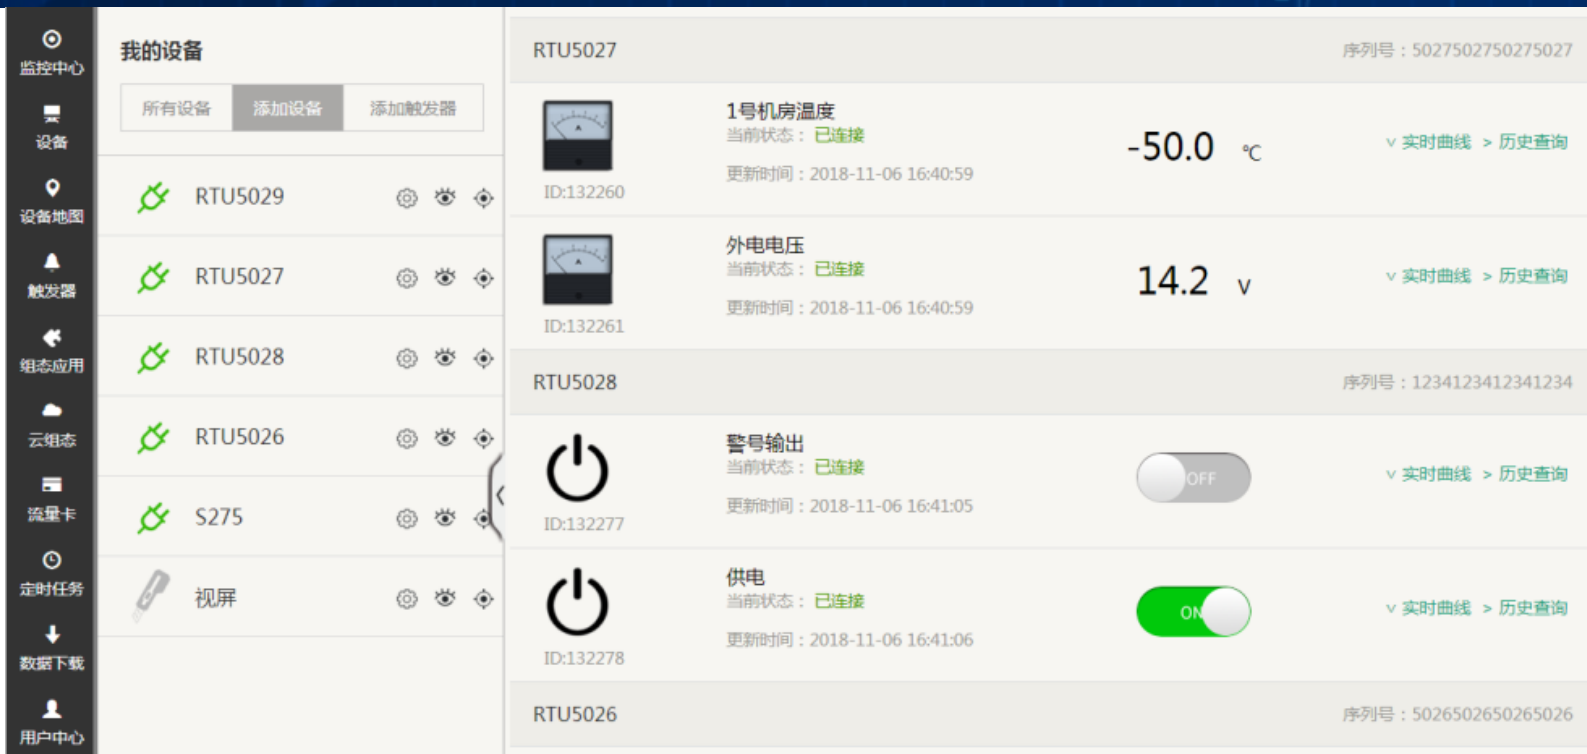 监控中心
设备
设备地图
触发器
组态应用
云组态
流量卡
定时任务
数据下载
用户中心
我的设备
所有设备 添加设备 添加触发器
RTU5029
RTU5027
RTU5028
RTU5026
S275
视屏
RTU5027 序列号：5027502750275027
1号机房温度
当前状态： 已连接
-50.0 ℃
v 实时曲线 > 历史查询
更新时间：2018-11-06 16:40:59
ID:132260
外电电压
当前状态： 已连接
14.2 V
v 实时曲线 > 历史查询
更新时间：2018-11-06 16:40:59
ID:132261
RTU5028 序列号：1234123412341234
警号输出
当前状态： 已连接
OFF
v 实时曲线 > 历史查询
更新时间：2018-11-06 16:41:05
ID:132277
供电
当前状态： 已连接
ON
v 实时曲线 > 历史查询
更新时间：2018-11-06 16:41:06
ID:132278
RTU5026 序列号：5026502650265026